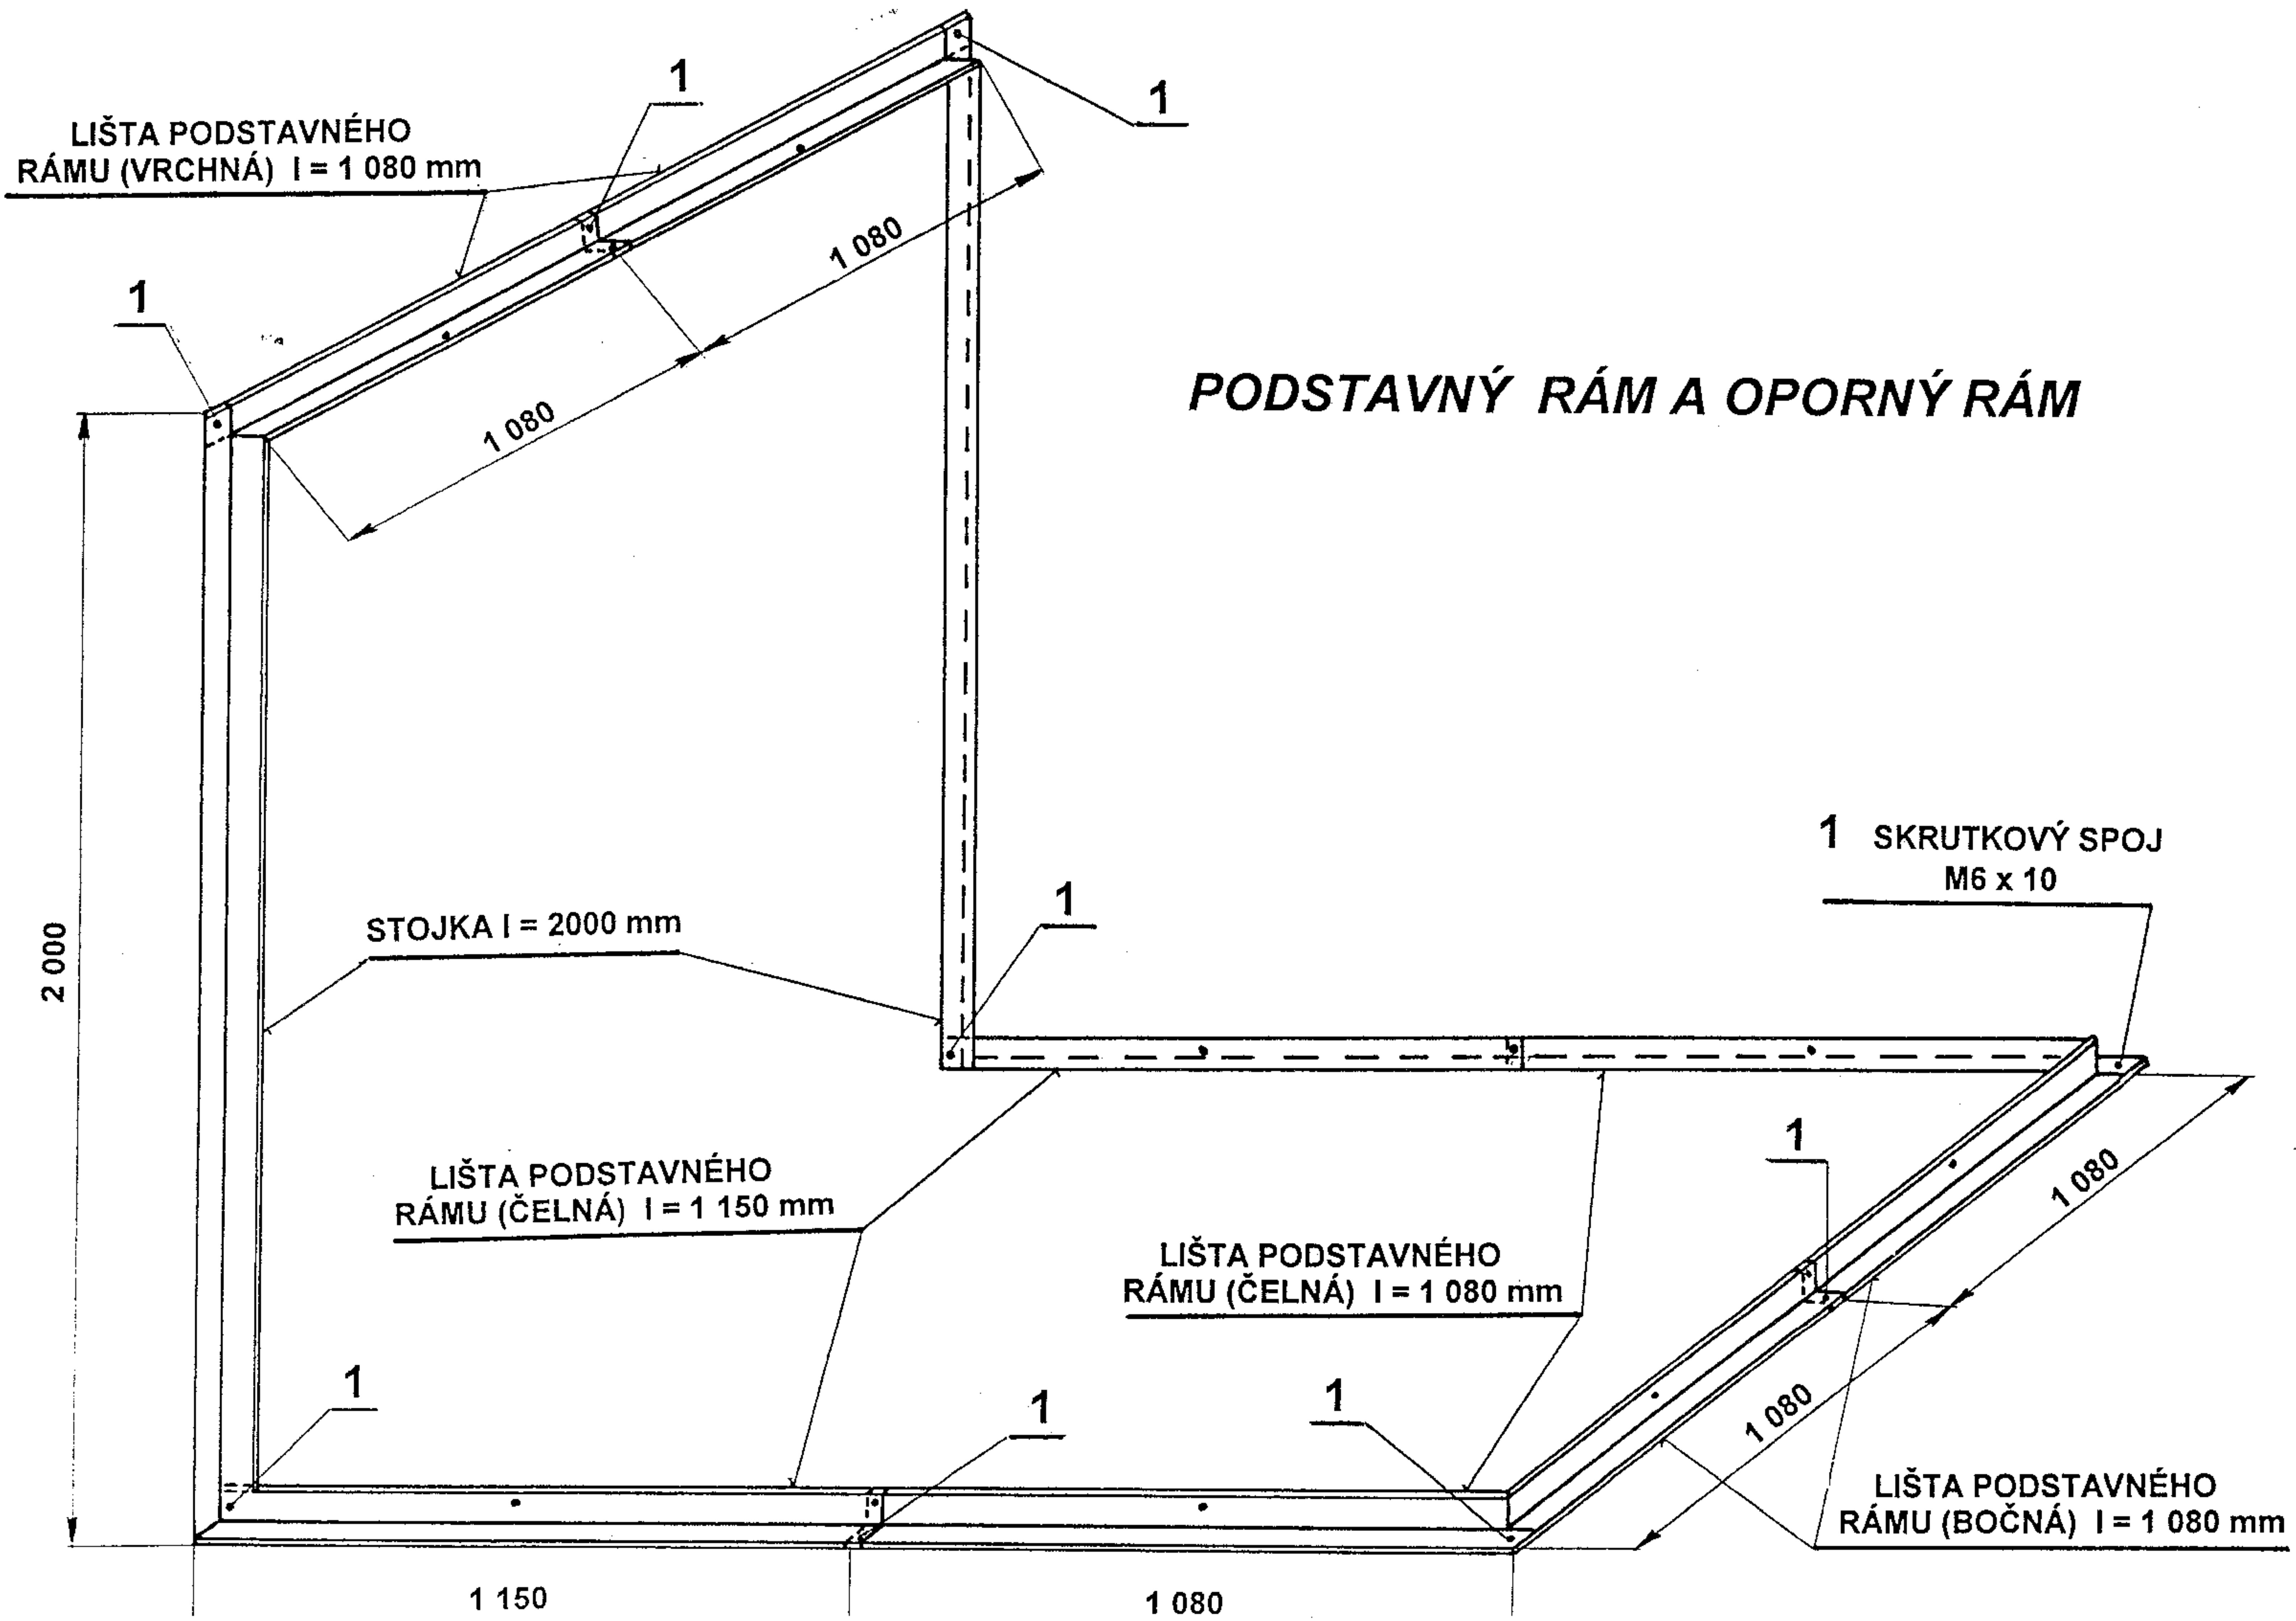 1
1
LIŠTA PODSTAVNÉHO
RÁMU (VRCHNÁ) l = 1 080 mm
1 080
1
PODSTAVNÝ RÁM A OPORNÝ RÁM
1 080
1 SKRUTKOVÝ SPOJ
M6 x 10
1
STOJKA l = 2000 mm
2 000
1
1 080
LIŠTA PODSTAVNÉHO
RÁMU (ČELNÁ) l = 1 150 mm
LIŠTA PODSTAVNÉHO
RÁMU (ČELNÁ) l = 1 080 mm
1
1
1
1 080
LIŠTA PODSTAVNÉHO
RÁMU (BOČNÁ) l = 1 080 mm
1 150
1 080